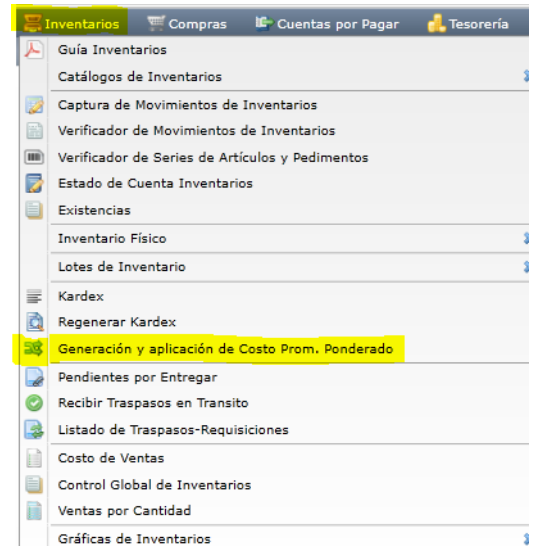 Inventarios Compras Cuentas por Pagar Tesorería
Guía Inventarios
Catálogos de Inventarios
Captura de Movimientos de Inventarios
Verificador de Movimientos de Inventarios
Verificador de Series de Artículos y Pedimentos
Estado de Cuenta Inventarios
Existencias
Inventario Físico
Lotes de Inventario
Kardex
Regenerar Kardex
Generación y aplicación de Costo Prom. Ponderado
Pendientes por Entregar
Recibir Traspasos en Transito
Listado de Traspasos-Requisiciones
Costo de Ventas
Control Global de Inventarios
Ventas por Cantidad
Gráficas de Inventarios